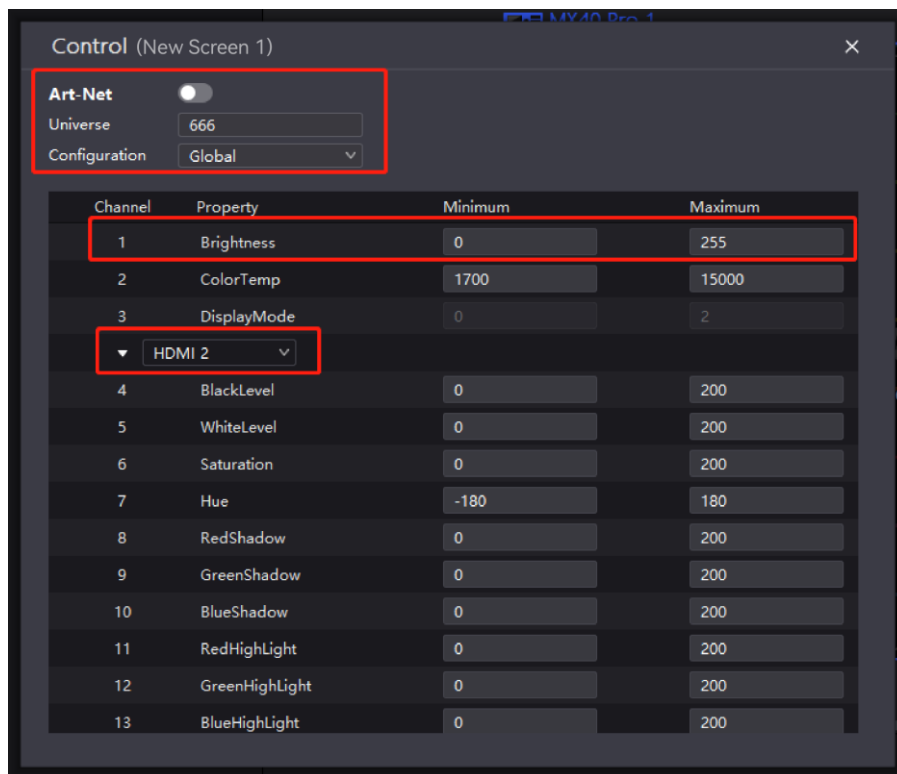 MX40 Pro 1
Control (New Screen 1)
Art-Net
Universe 666
Configuration Global
Channel Property Minimum Maximum
1 Brightness 0 255
2 ColorTemp 1700 15000
3 DisplayMode 0 2
HDMI 2
4 BlackLevel 0 200
5 WhiteLevel 0 200
6 Saturation 0 200
7 Hue -180 180
8 RedShadow 0 200
9 GreenShadow 0 200
10 BlueShadow 0 200
11 RedHighLight 0 200
12 GreenHighLight 0 200
13 BlueHighLight 0 200